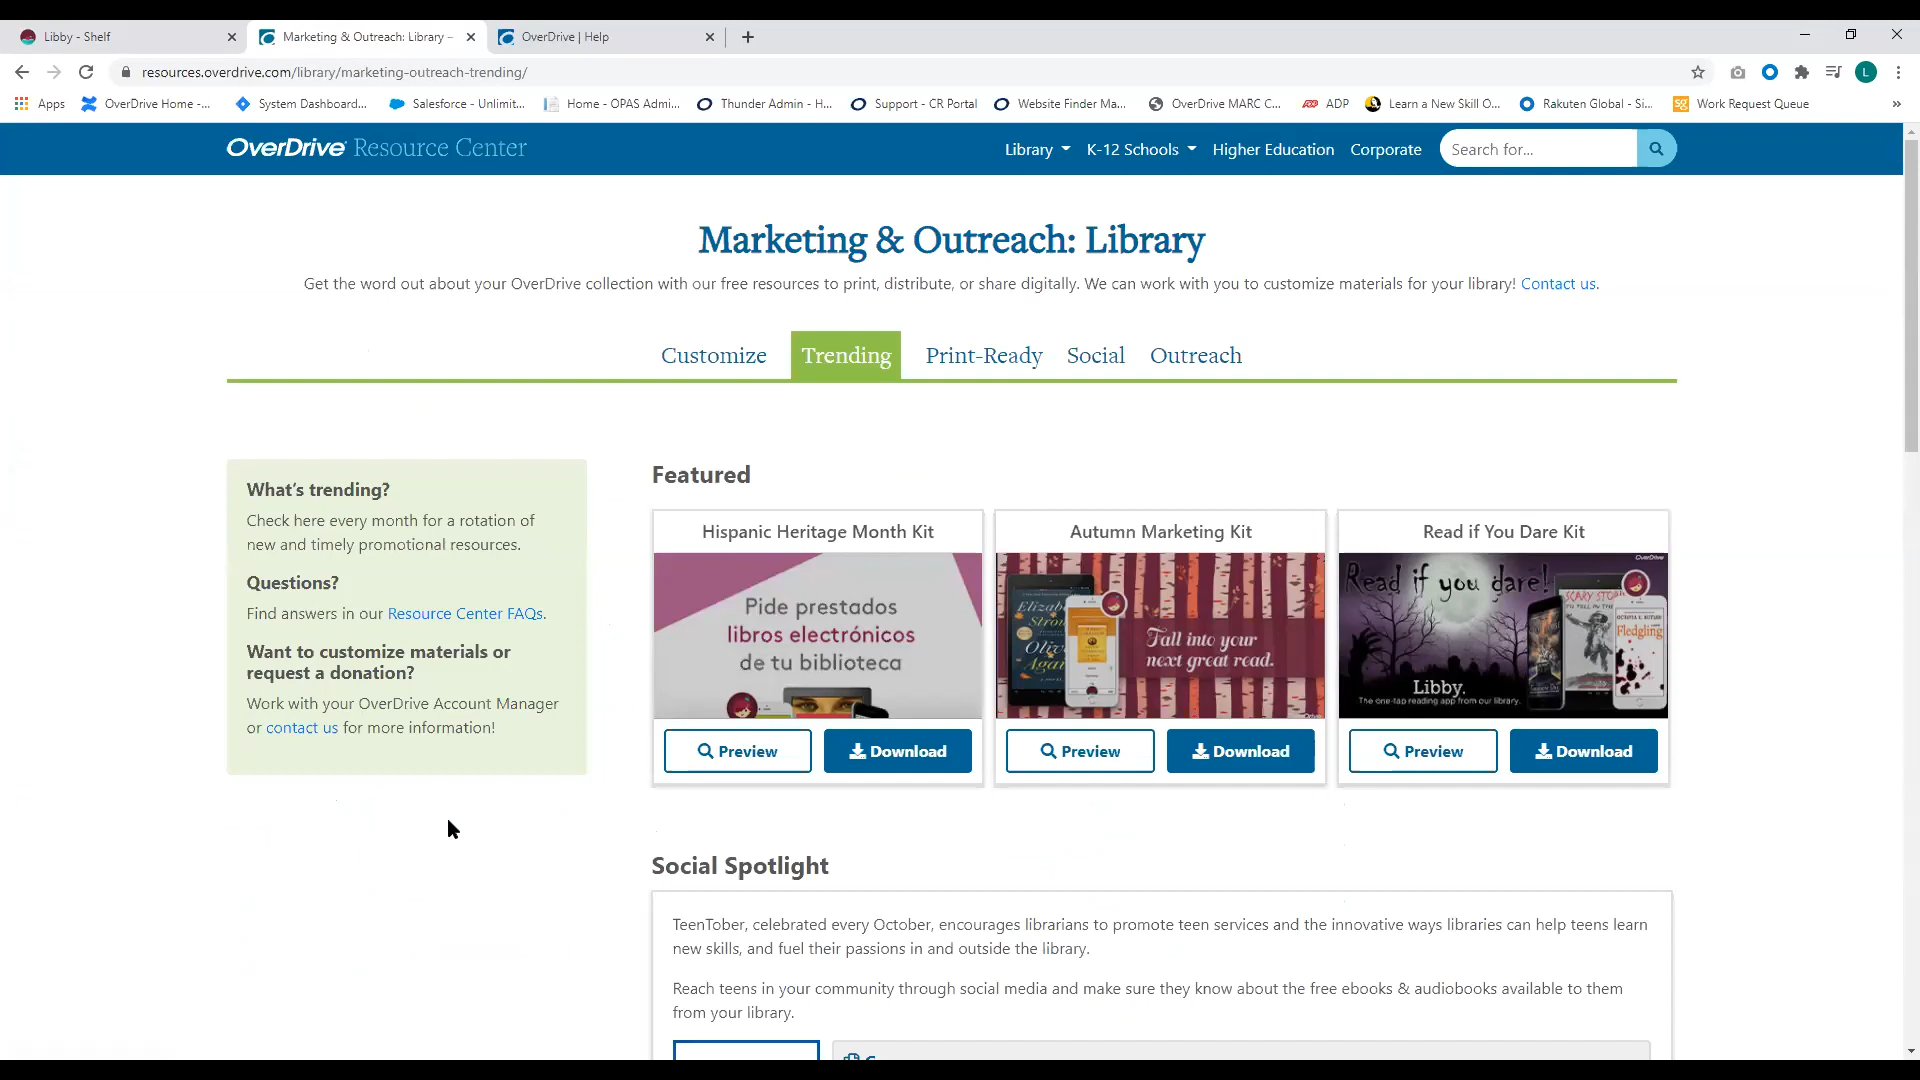 Libby - Shelf
Marketing & Outreach: Library –
OverDrive | Help
resources.overdrive.com/library/marketing-outreach-trending/
L
Apps
OverDrive Home -...
System Dashboard...
Salesforce - Unlimit...
Home - OPAS Admi...
Thunder Admin - H...
Support - CR Portal
Website Finder Ma...
OverDrive MARC C...
ADP
Learn a New Skill O...
Rakuten Global - Si...
Work Request Queue
»
OverDrive Resource Center
Library
K-12 Schools
Higher Education
Corporate
Search for...
Marketing & Outreach: Library
Get the word out about your OverDrive collection with our free resources to print, distribute, or share digitally. We can work with you to customize materials for your library! Contact us.
Customize
Trending
Print-Ready
Social
Outreach
What's trending?
Check here every month for a rotation of
new and timely promotional resources.
Questions?
Find answers in our Resource Center FAQs.
Want to customize materials or
request a donation?
Work with your OverDrive Account Manager
or contact us for more information!
Featured
Hispanic Heritage Month Kit
Pide prestados
libros electrónicos
de tu biblioteca
Preview
Download
Autumn Marketing Kit
Fall into your
next great read.
Preview
Download
Read if You Dare Kit
OverDrive
Read if you dare!
Fledgling
Libby.
The one-tap reading app from our library.
Preview
Download
Social Spotlight
TeenTober, celebrated every October, encourages librarians to promote teen services and the innovative ways libraries can help teens learn
new skills, and fuel their passions in and outside the library.
Reach teens in your community through social media and make sure they know about the free ebooks & audiobooks available to them
from your library.